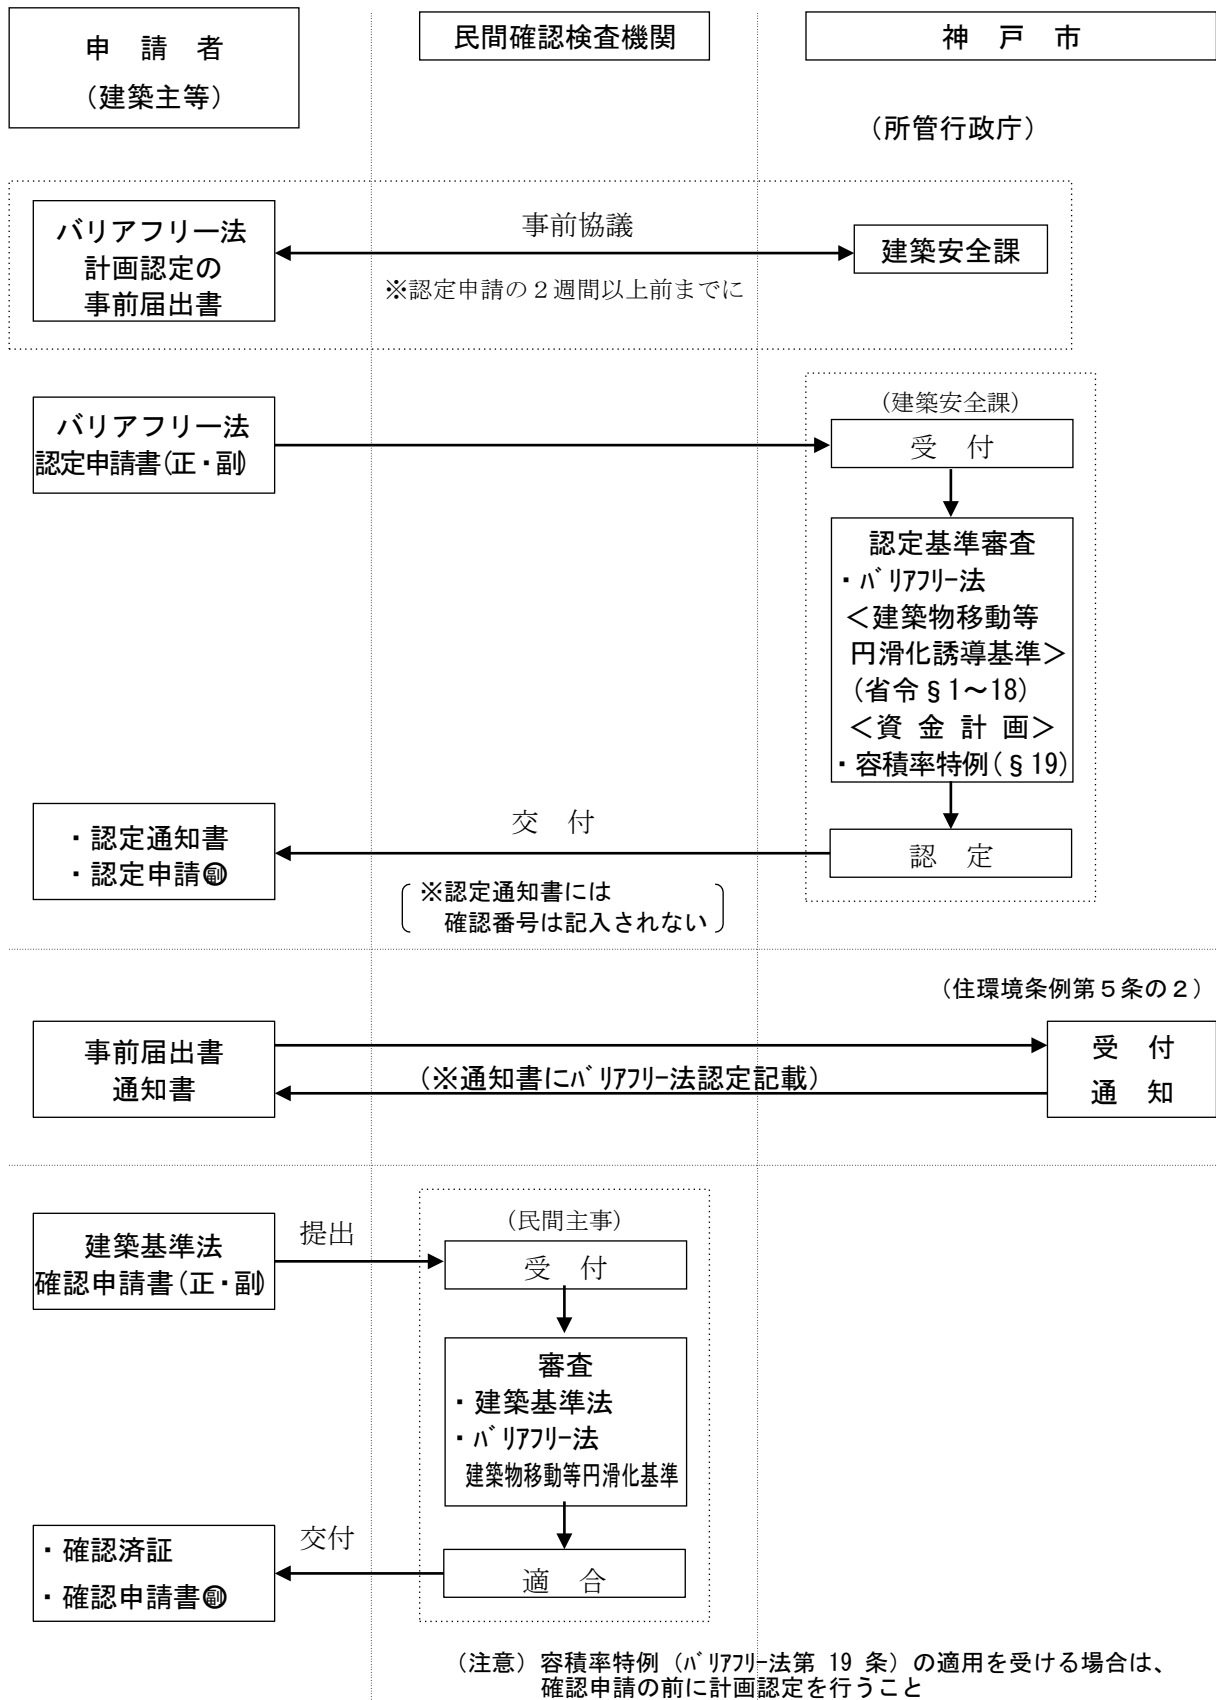 申 請 者
(建築主等)
民間確認検査機関
神 戸 市
(所管行政庁)
バリアフリー法
計画認定の
事前届出書
事前協議
※認定申請の２週間以上前までに
建築安全課
バリアフリー法
認定申請書(正・副)
(建築安全課)
受 付
認定基準審査
・ﾊﾞﾘｱﾌﾘｰ法
＜建築物移動等
円滑化誘導基準＞
(省令§1～18)
＜資 金 計 画＞
・容積率特例(§19)
認 定
交 付
・認定通知書
・認定申請㊢
※認定通知書には
確認番号は記入されない
(住環境条例第５条の２)
事前届出書
通知書
(※通知書にﾊﾞﾘｱﾌﾘｰ法認定記載)
受 付
通 知
建築基準法
確認申請書(正・副)
提出
(民間主事)
受 付
審査
・建築基準法
・ﾊﾞﾘｱﾌﾘｰ法
建築物移動等円滑化基準
適 合
交付
・確認済証
・確認申請書㊢
(注意) 容積率特例 (ﾊﾞﾘｱﾌﾘｰ法第 19 条) の適用を受ける場合は、
確認申請の前に計画認定を行うこと